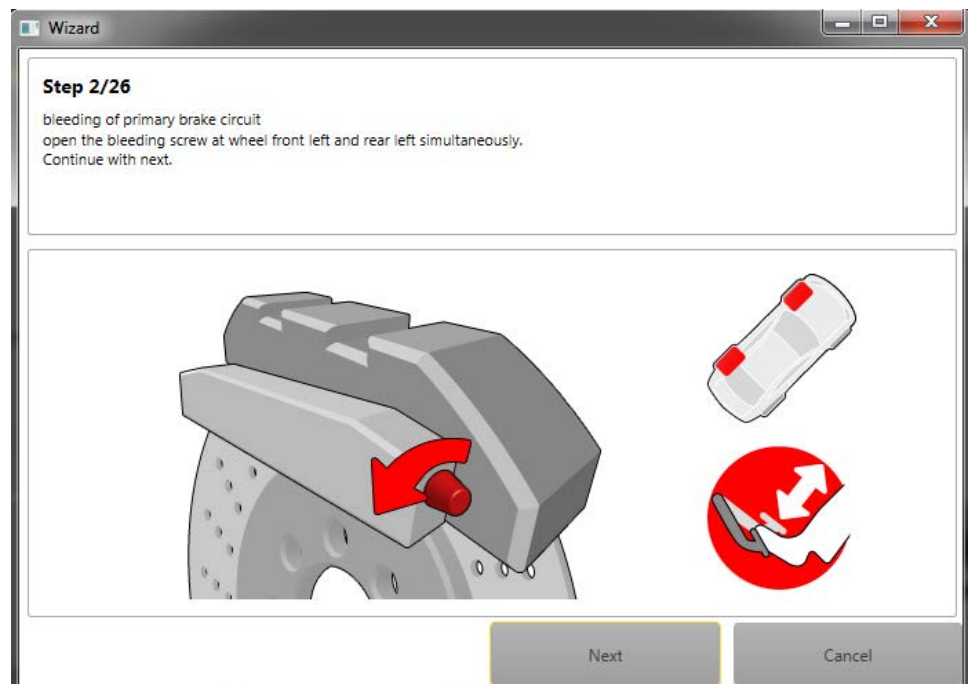 Wizard
Step 2/26
bleeding of primary brake circuit
open the bleeding screw at wheel front left and rear left simultaneously.
Continue with next.
Next
Cancel